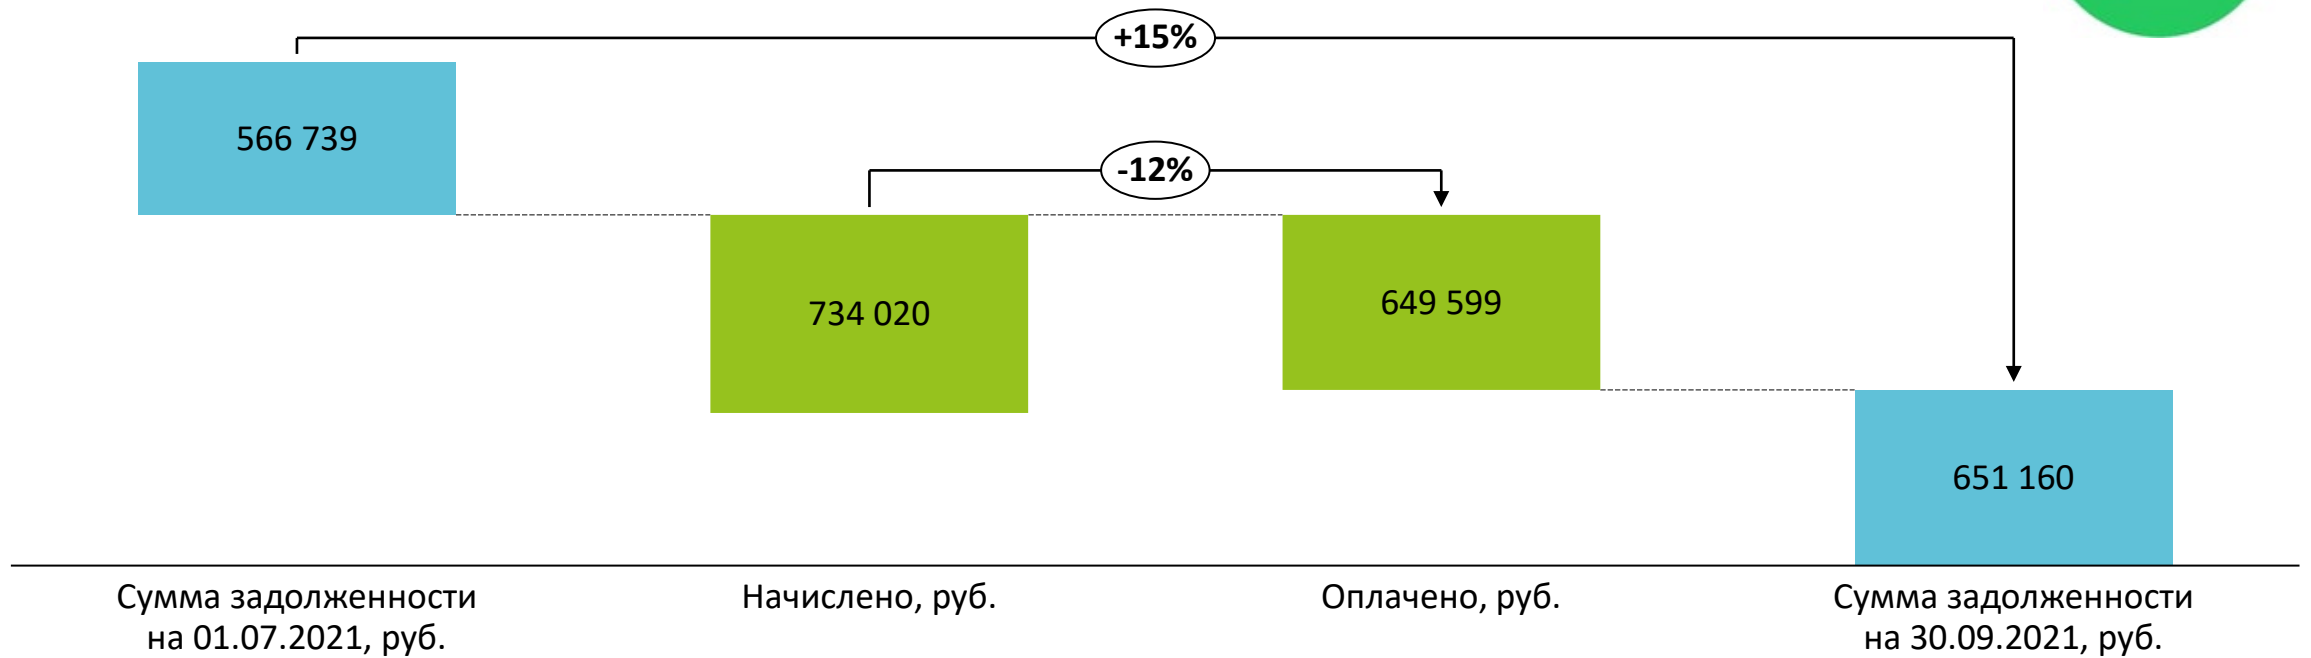 +15%
566 739
-12%
734 020
649 599
651 160
Сумма задолженности
на 01.07.2021, руб.
Начислено, руб.
Оплачено, руб.
Сумма задолженности
на 30.09.2021, руб.